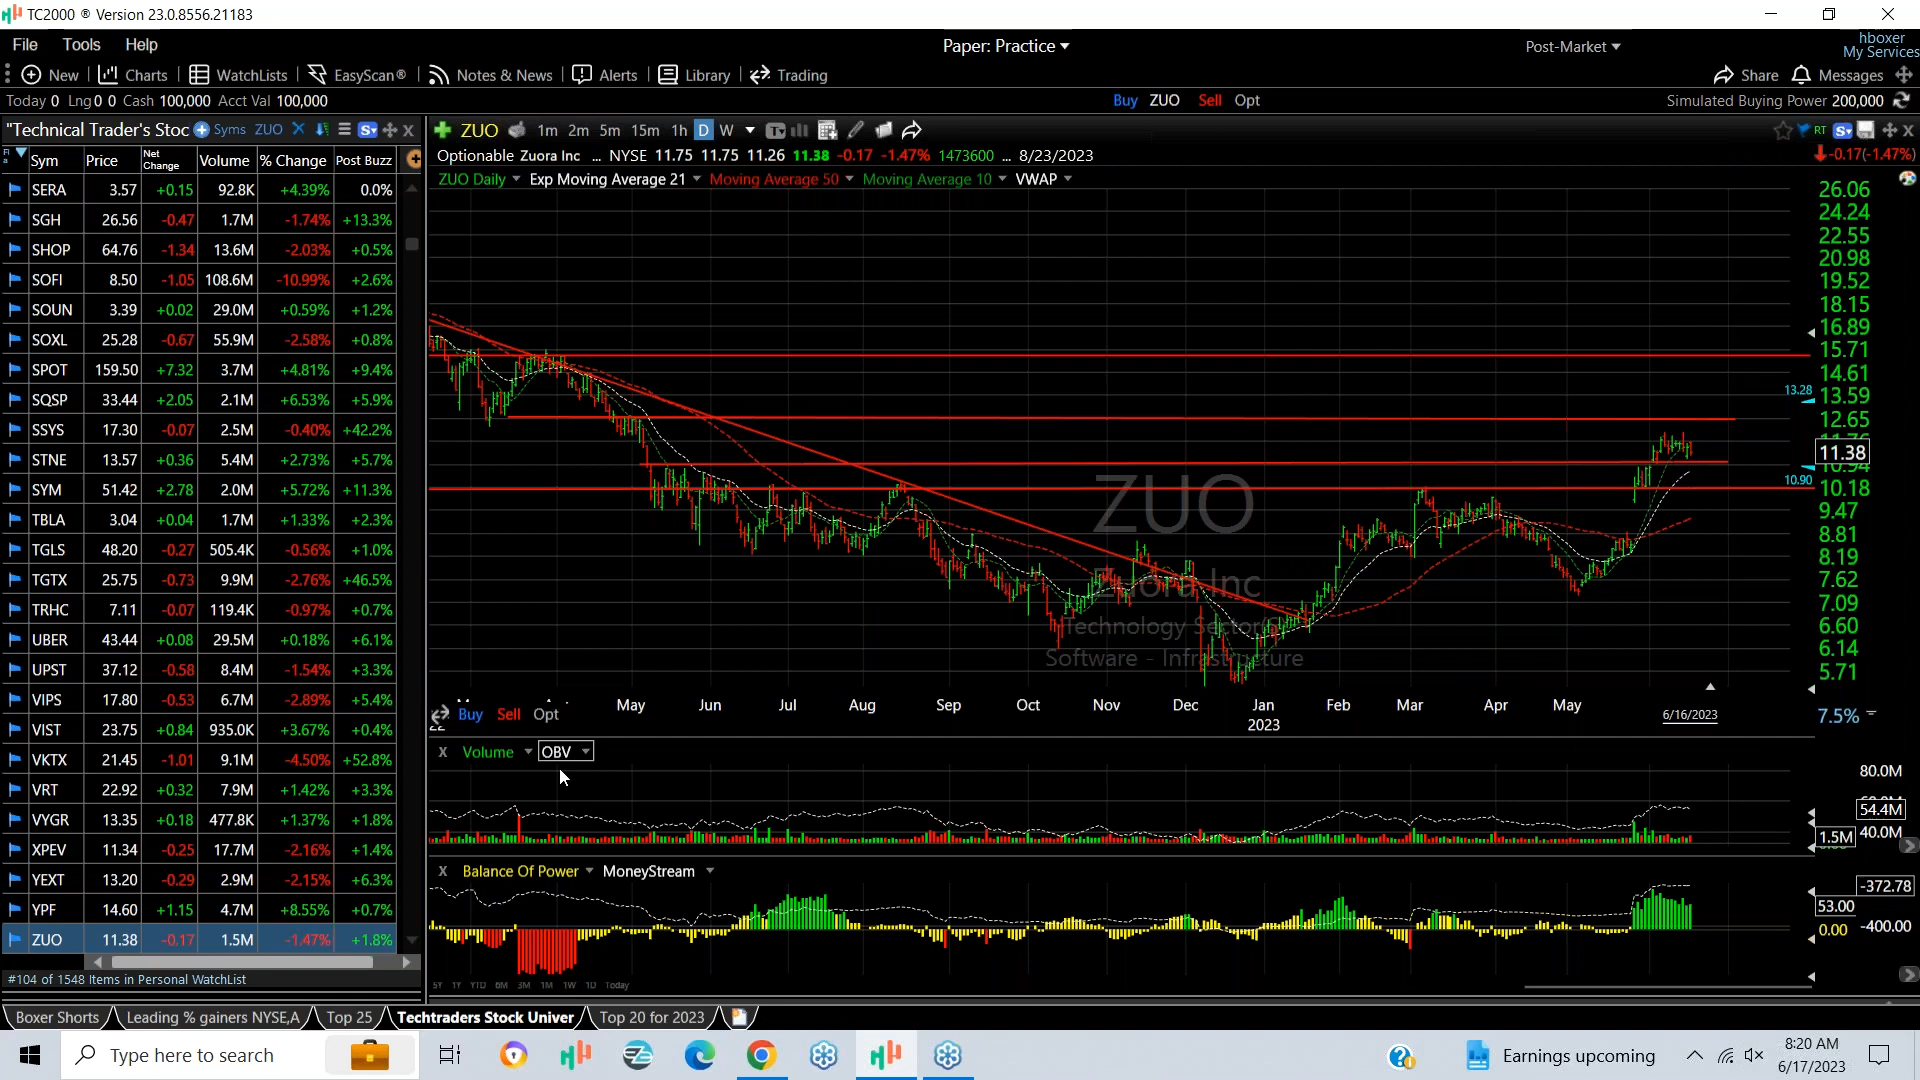 TC2000 ® Version 23.0.8556.21183
File Tools Help
Paper: Practice
Post-Market
hboxer
My Services
New Charts WatchLists EasyScan® Notes & News Alerts Library Trading
Share Messages
Today 0 Lng 0 0 Cash 100,000 Acct Val 100,000
Buy ZUO Sell Opt
Simulated Buying Power 200,000
"Technical Trader's Stoc Syms ZUO
Sym Price Net Change Volume % Change Post Buzz
SERA 3.57 +0.15 92.8K +4.39% 0.0%
SGH 26.56 -0.47 1.7M -1.74% +13.3%
SHOP 64.76 -1.34 13.6M -2.03% +0.5%
SOFI 8.50 -1.05 108.6M -10.99% +2.6%
SOUN 3.39 +0.02 29.0M +0.59% +1.2%
SOXL 25.28 -0.67 55.9M -2.58% +0.8%
SPOT 159.50 +7.32 3.7M +4.81% +9.4%
SQSP 33.44 +2.05 2.1M +6.53% +5.9%
SSYS 17.30 -0.07 2.5M -0.40% +42.2%
STNE 13.57 +0.36 5.4M +2.73% +5.7%
SYM 51.42 +2.78 2.0M +5.72% +11.3%
TBLA 3.04 +0.04 1.7M +1.33% +2.3%
TGLS 48.20 -0.27 505.4K -0.56% +1.0%
TGTX 25.75 -0.73 9.9M -2.76% +46.5%
TRHC 7.11 -0.07 119.4K -0.97% +0.7%
UBER 43.44 +0.08 29.5M +0.18% +6.1%
UPST 37.12 -0.58 8.4M -1.54% +3.3%
VIPS 17.80 -0.53 6.7M -2.89% +5.4%
VIST 23.75 +0.84 935.0K +3.67% +0.4%
VKTX 21.45 -1.01 9.1M -4.50% +52.8%
VRT 22.92 +0.32 7.9M +1.42% +3.3%
VYGR 13.35 +0.18 477.8K +1.37% +1.8%
XPEV 11.34 -0.25 17.7M -2.16% +1.4%
YEXT 13.20 -0.29 2.9M -2.15% +6.3%
YPF 14.60 +1.15 4.7M +8.55% +0.7%
ZUO 11.38 -0.17 1.5M -1.47% +1.8%
#104 of 1548 Items in Personal WatchList
ZUO 1m 2m 5m 15m 1h D W
RT
Optionable Zuora Inc ... NYSE 11.75 11.75 11.26 11.38 -0.17 -1.47% 1473600 ... 8/23/2023
-0.17(-1.47%)
ZUO Daily Exp Moving Average 21 Moving Average 50 Moving Average 10 VWAP
26.06
24.24
22.55
20.98
19.52
18.15
16.89
15.71
14.61
13.28
13.59
12.65
11.38
10.94
10.90
10.18
9.47
8.81
8.19
7.62
7.09
6.60
6.14
5.71
ZUO
Zuora Inc
Technology Sector
Software - Infrastructure
May Jun Jul Aug Sep Oct Nov Dec Jan Feb Mar Apr May
2023
6/16/2023
7.5%
Buy Sell Opt
22
X Volume OBV
80.0M
54.4M
40.0M
1.5M
X Balance Of Power MoneyStream
-372.78
53.00
0.00 -400.00
5Y 1Y YTD 6M 3M 1M 1W 1D Today
Boxer Shorts Leading % gainers NYSE,A Top 25 Techtraders Stock Univer Top 20 for 2023
Type here to search
Earnings upcoming
8:20 AM
6/17/2023